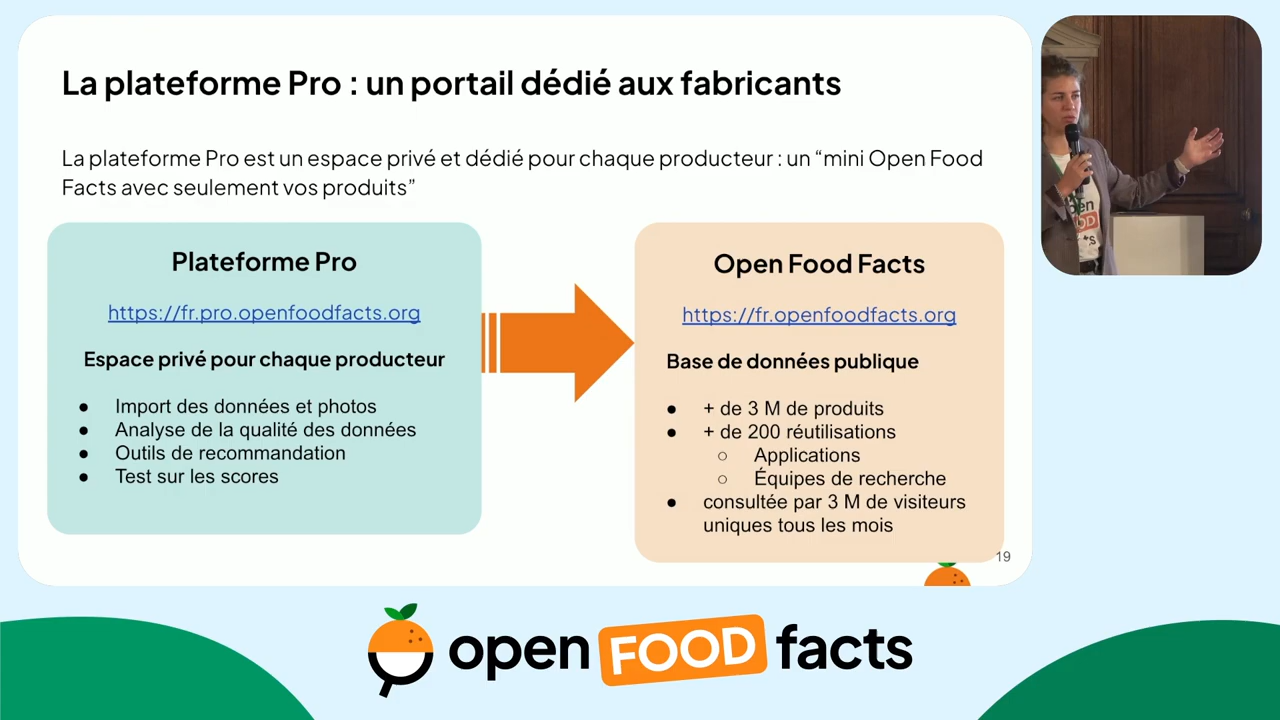 La plateforme Pro : un portail dédié aux fabricants
La plateforme Pro est un espace privé et dédié pour chaque producteur : un “mini Open Food
Facts avec seulement vos produits”
Plateforme Pro
https://fr.pro.openfoodfacts.org
Espace privé pour chaque producteur
● Import des données et photos
● Analyse de la qualité des données
● Outils de recommandation
● Test sur les scores
Open Food Facts
https://fr.openfoodfacts.org
Base de données publique
● + de 3 M de produits
● + de 200 réutilisations
○ Applications
○ Équipes de recherche
● consultée par 3 M de visiteurs
uniques tous les mois
19
open FOOD facts